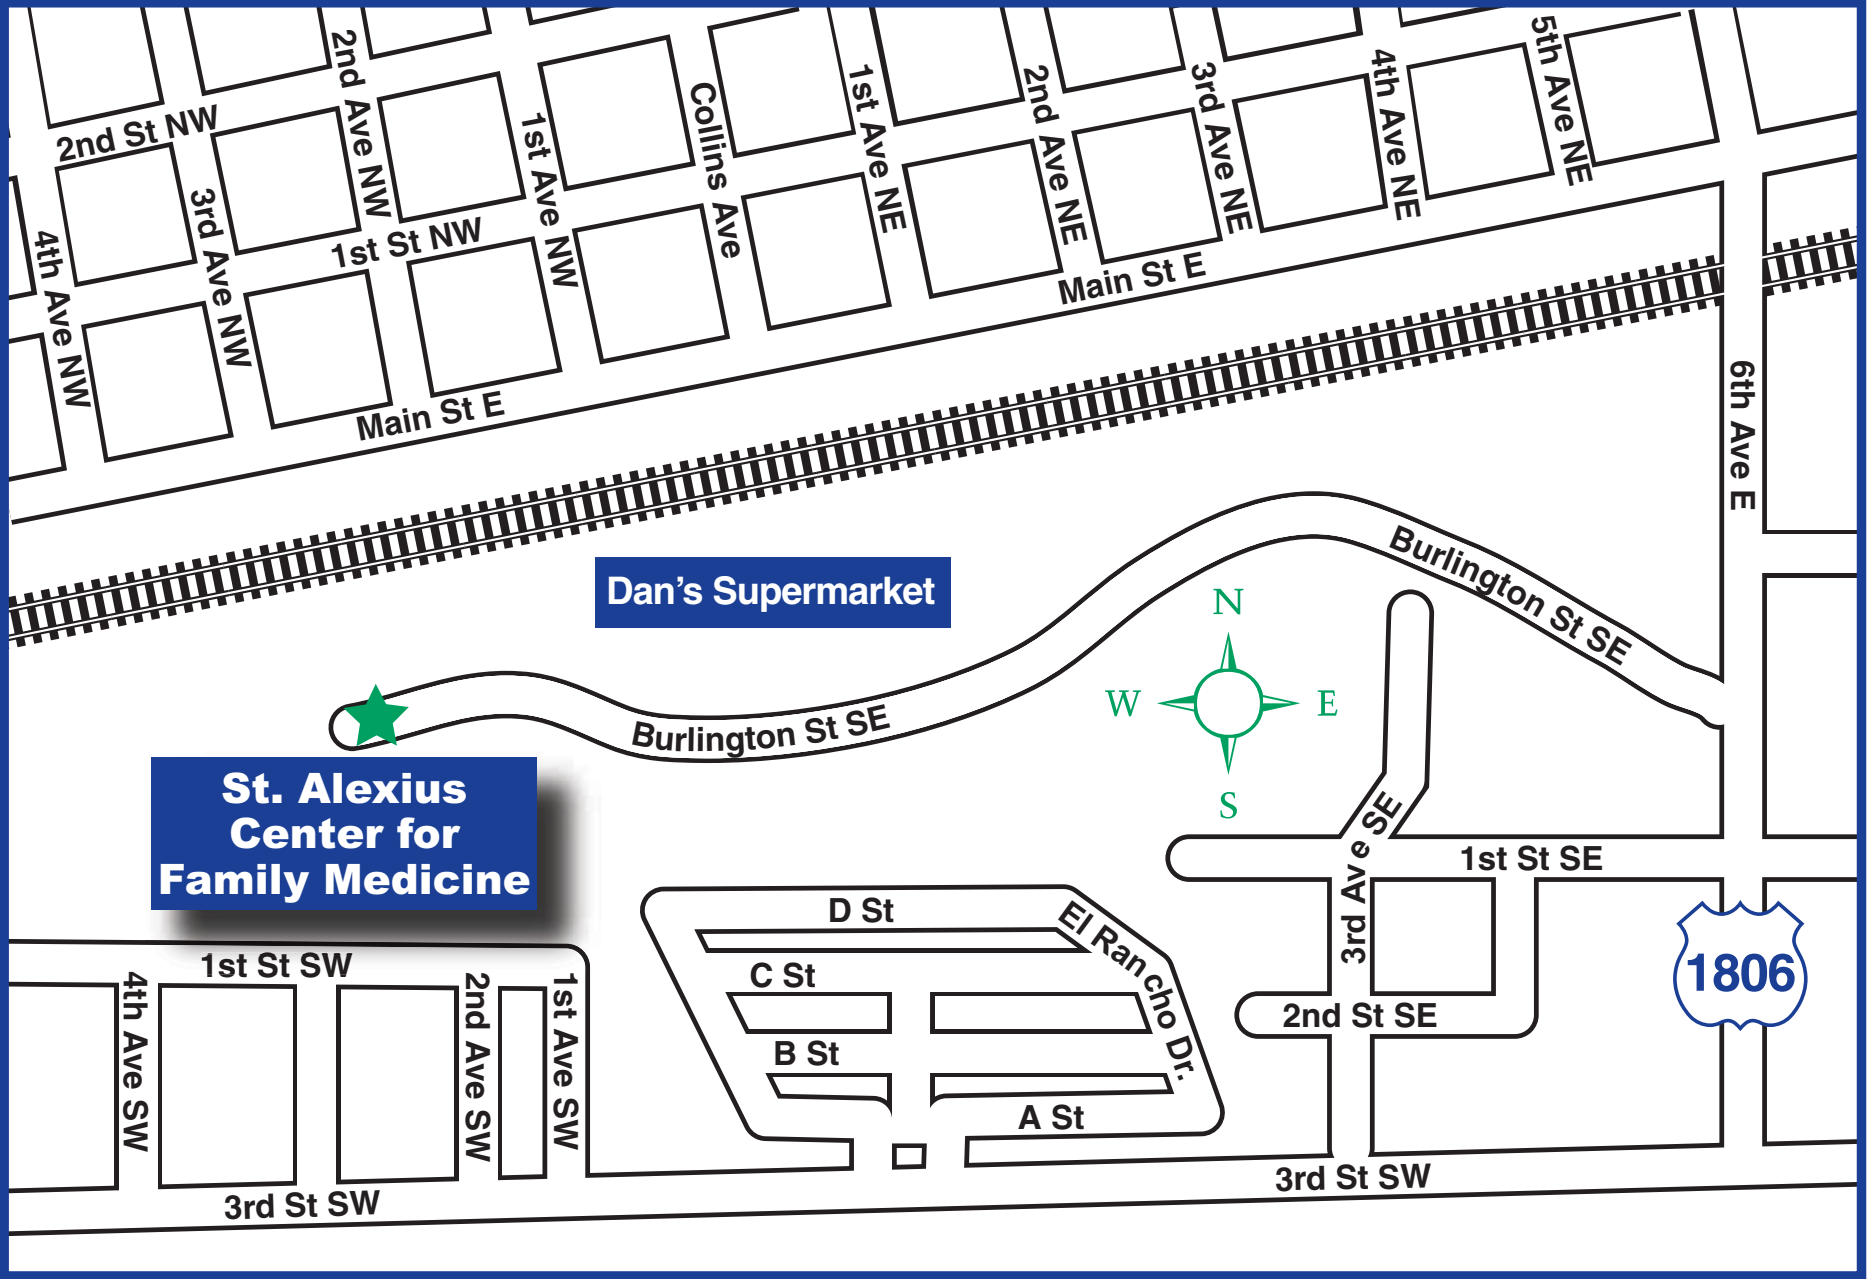 5th Ave NE
2nd Ave NW
4th Ave NE
3rd Ave NE
1st Ave NE
2nd Ave NE
Collins Ave
2nd St NW
1st Ave NW
3rd Ave NW
1st St NW
4th Ave NW
Main St E
Main St E
6th Ave E
Burlington St SE
Dan's Supermarket
N
W
E
S
Burlington St SE
St. Alexius
Center for
Family Medicine
3rd Ave SE
1st St SE
D St
El Rancho Dr.
1st St SW
C St
1806
4th Ave SW
2nd Ave SW
1st Ave SW
2nd St SE
B St
A St
3rd St SW
3rd St SW